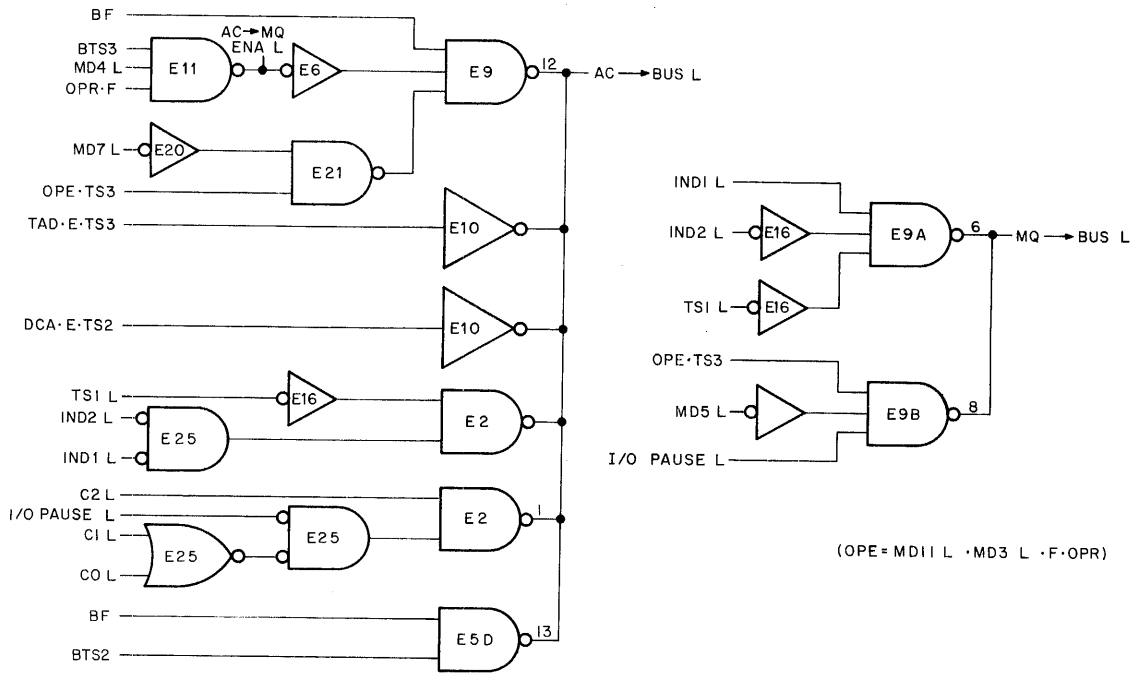 BF
BTS3
MD4 L
OPR·F
E11
AC→MQ
ENA L
E6
E9
12
AC → BUS L
MD7 L
E20
E21
OPE·TS3
TAD·E·TS3
E10
DCA·E·TS2
E10
TS1 L
E16
IND2 L
E25
IND1 L
E2
C2 L
I/O PAUSE L
C1 L
E25
C0 L
E25
E2
1
BF
BTS2
E5D
13
IND1 L
IND2 L
E16
E9A
6
MQ → BUS L
TS1 L
E16
OPE·TS3
MD5 L
E9B
8
I/O PAUSE L
(OPE=MD11 L ·MD3 L ·F·OPR)